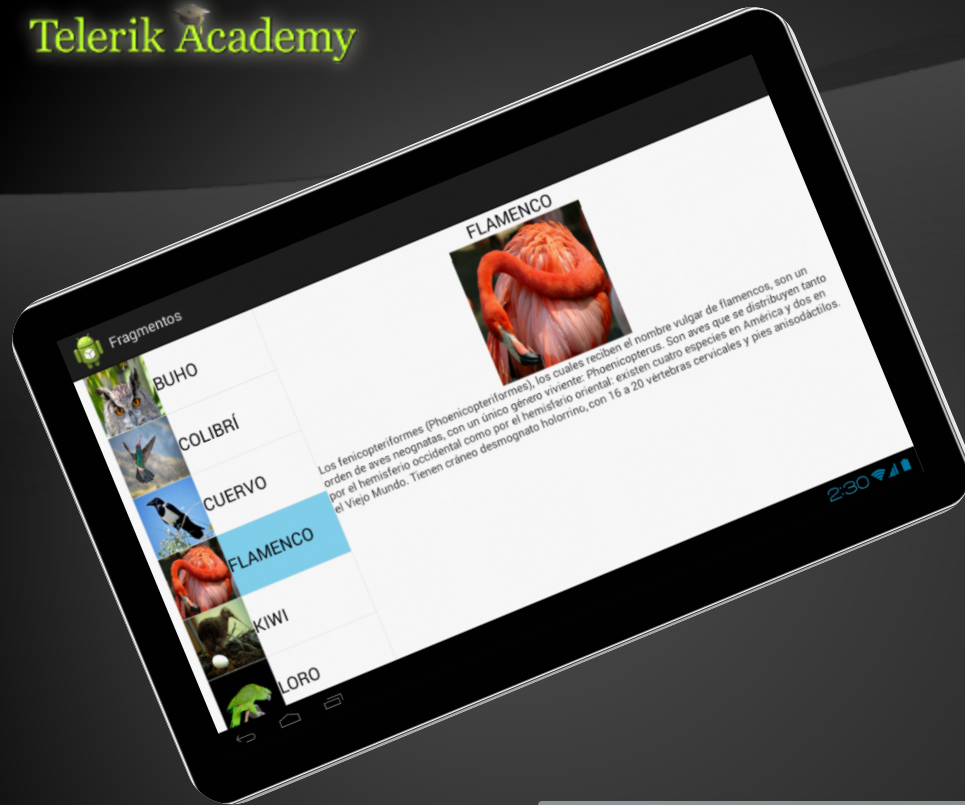 Telerik Academy
Fragmentos
BUHO
COLIBRÍ
CUERVO
FLAMENCO
KIWI
LORO
FLAMENCO
Los fenicopteriformes (Phoenicopteriformes), los cuales reciben el nombre vulgar de flamencos, son un
orden de aves neognatas, con un único género viviente: Phoenicopterus. Son aves que se distribuyen tanto
por el hemisferio occidental como por el hemisferio oriental: existen cuatro especies en América y dos en
el Viejo Mundo. Tienen cráneo desmognato holorrino, con 16 a 20 vértebras cervicales y pies anisodáctilos.
2:30